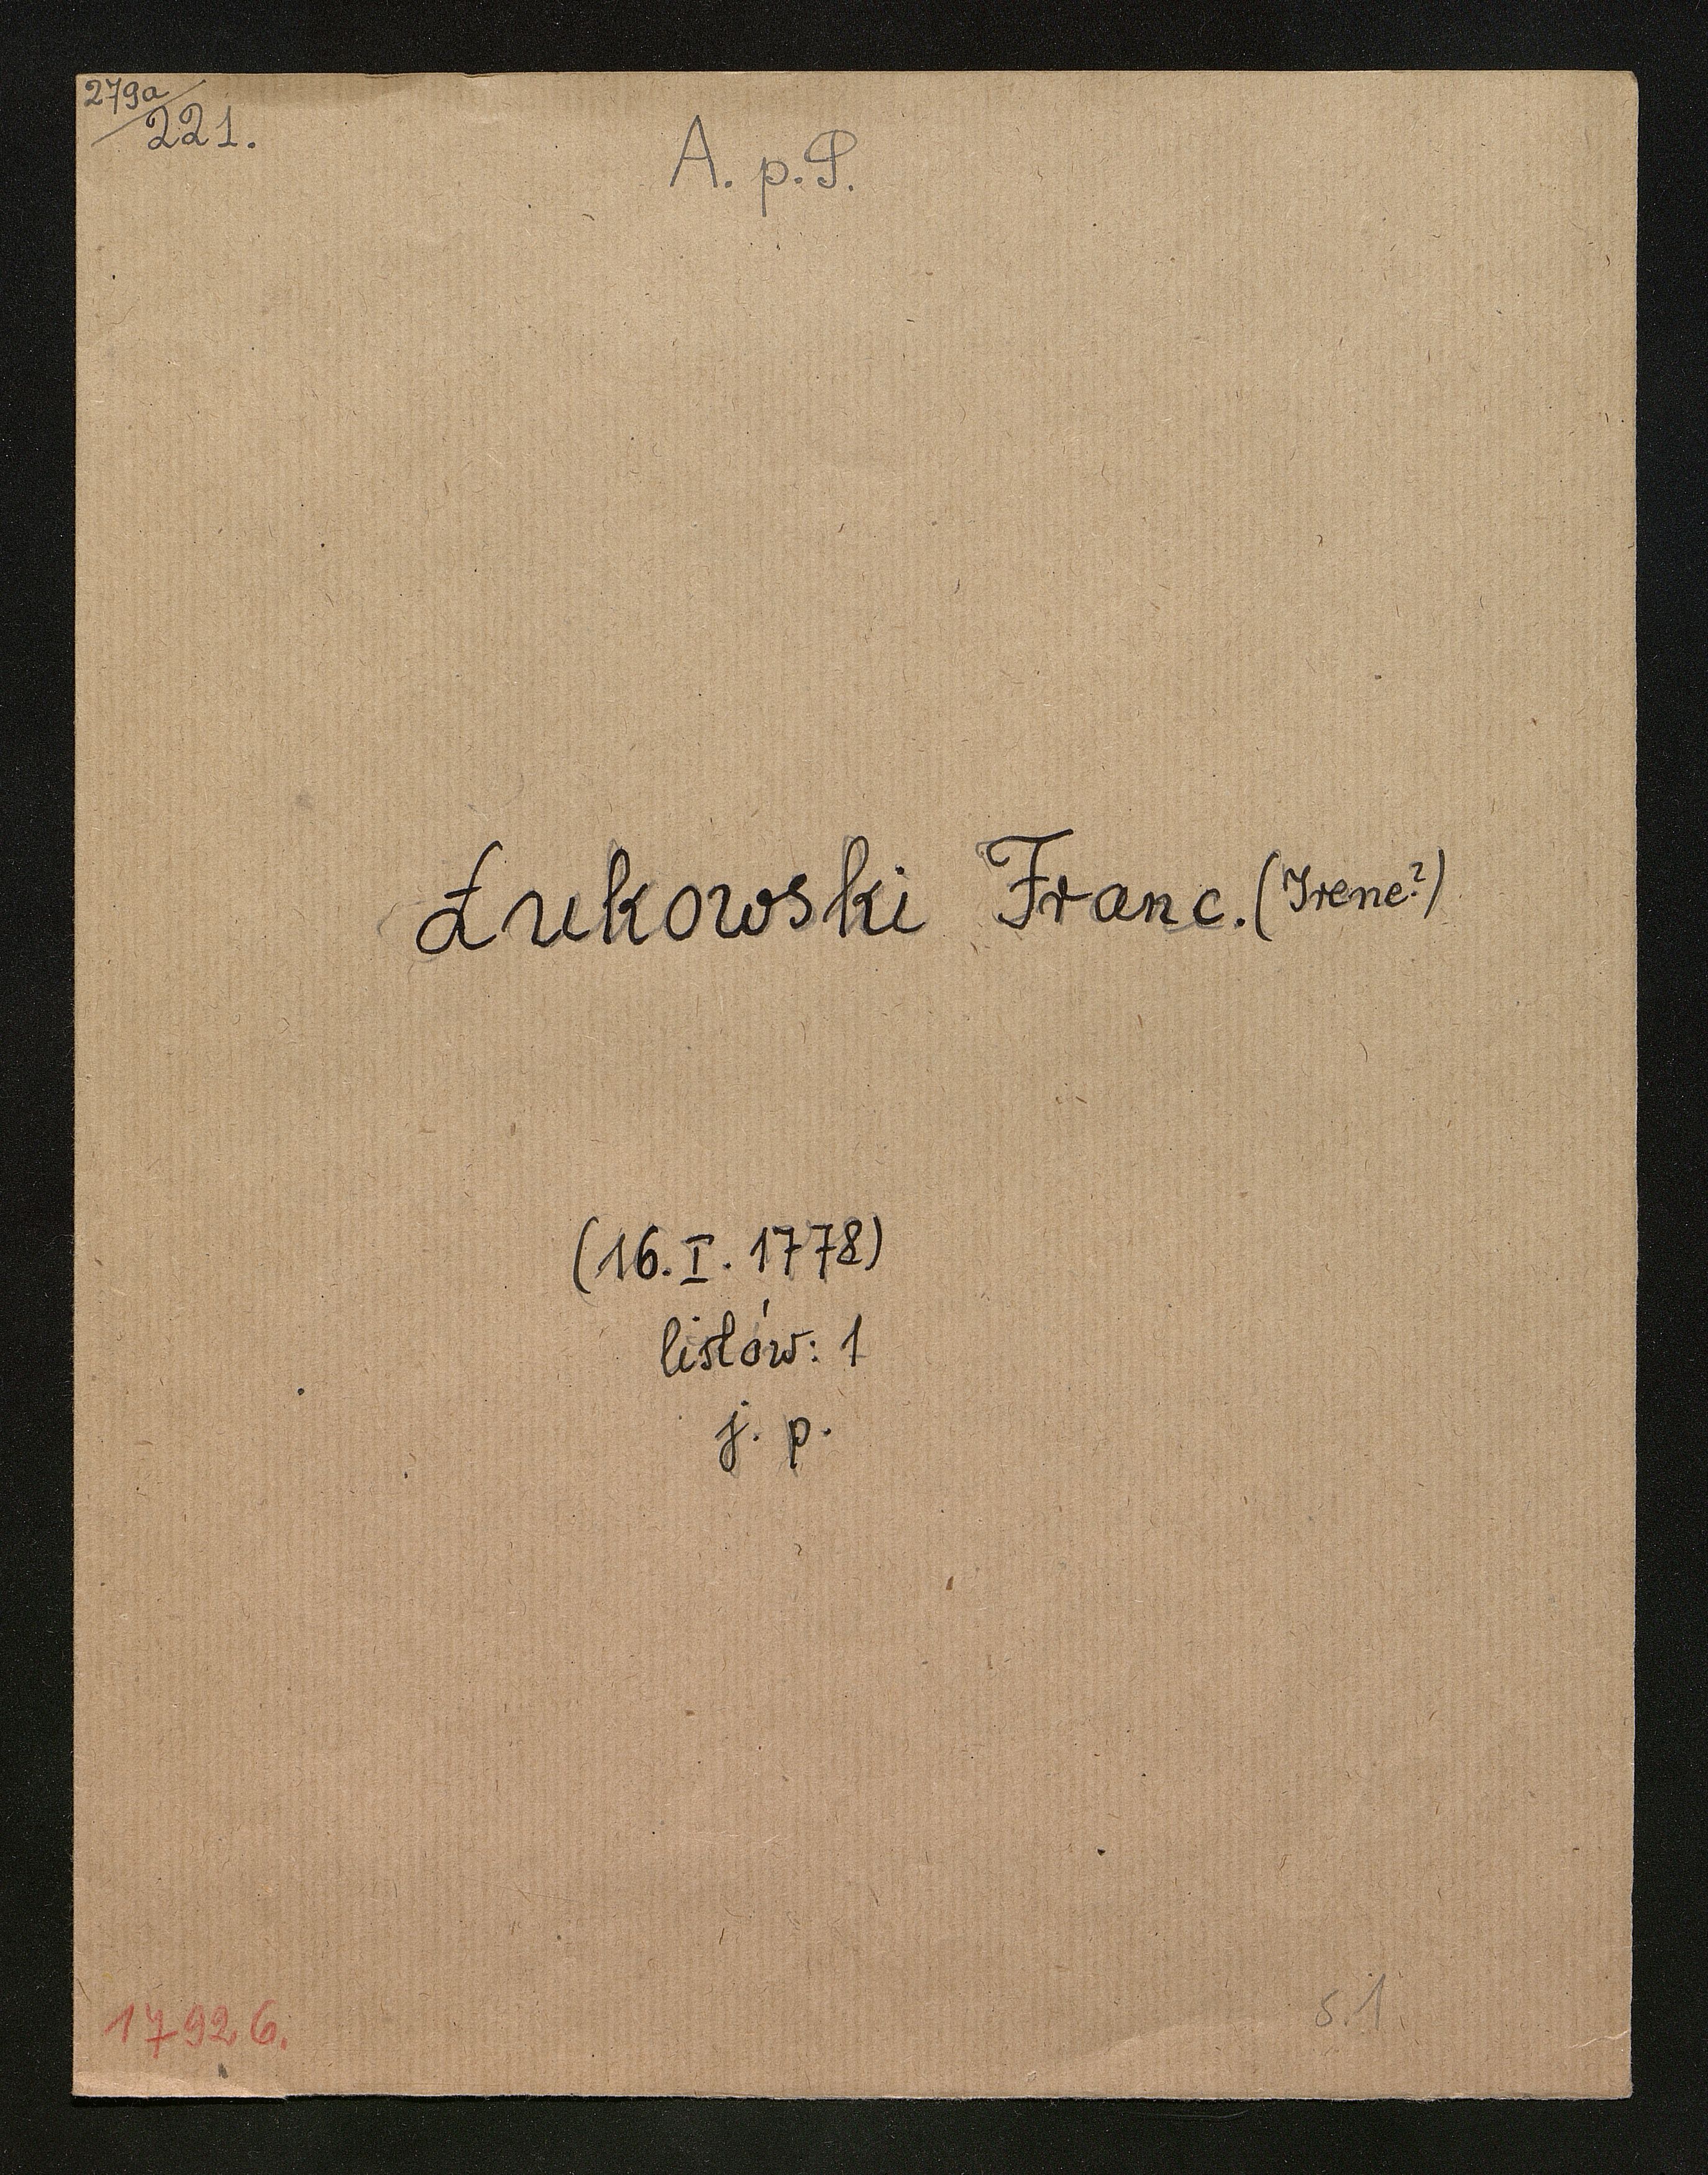 279a/221.
A. p. P.
Łukowski Franc. (Irene?)
(16. I. 1778)
listów: 1
j. p.
17926.
s. 1.